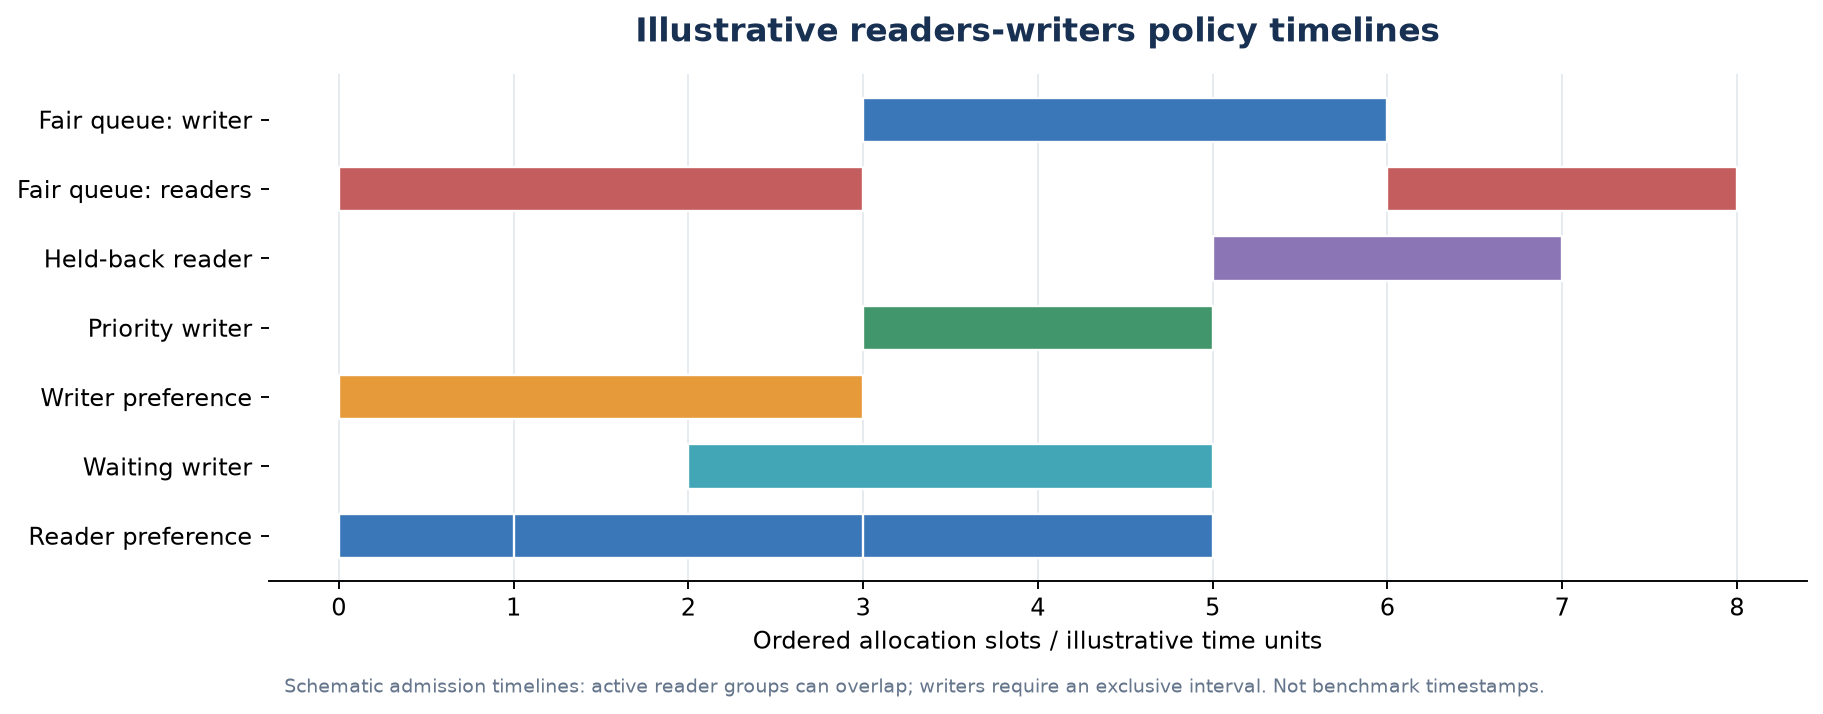 Illustrative readers-writers policy timelines
Fair queue: writer
Fair queue: readers
Held-back reader
Priority writer
Writer preference
Waiting writer
Reader preference
0 1 2 3 4 5 6 7 8
Ordered allocation slots / illustrative time units
Schematic admission timelines: active reader groups can overlap; writers require an exclusive interval. Not benchmark timestamps.